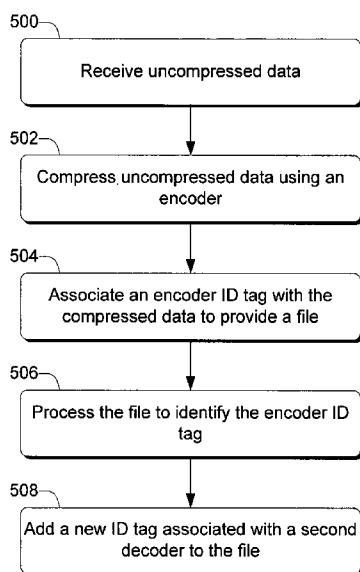 500
Receive uncompressed data
502
Compress uncompressed data using an
encoder
504
Associate an encoder ID tag with the
compressed data to provide a file
506
Process the file to identify the encoder ID
tag
508
Add a new ID tag associated with a second
decoder to the file